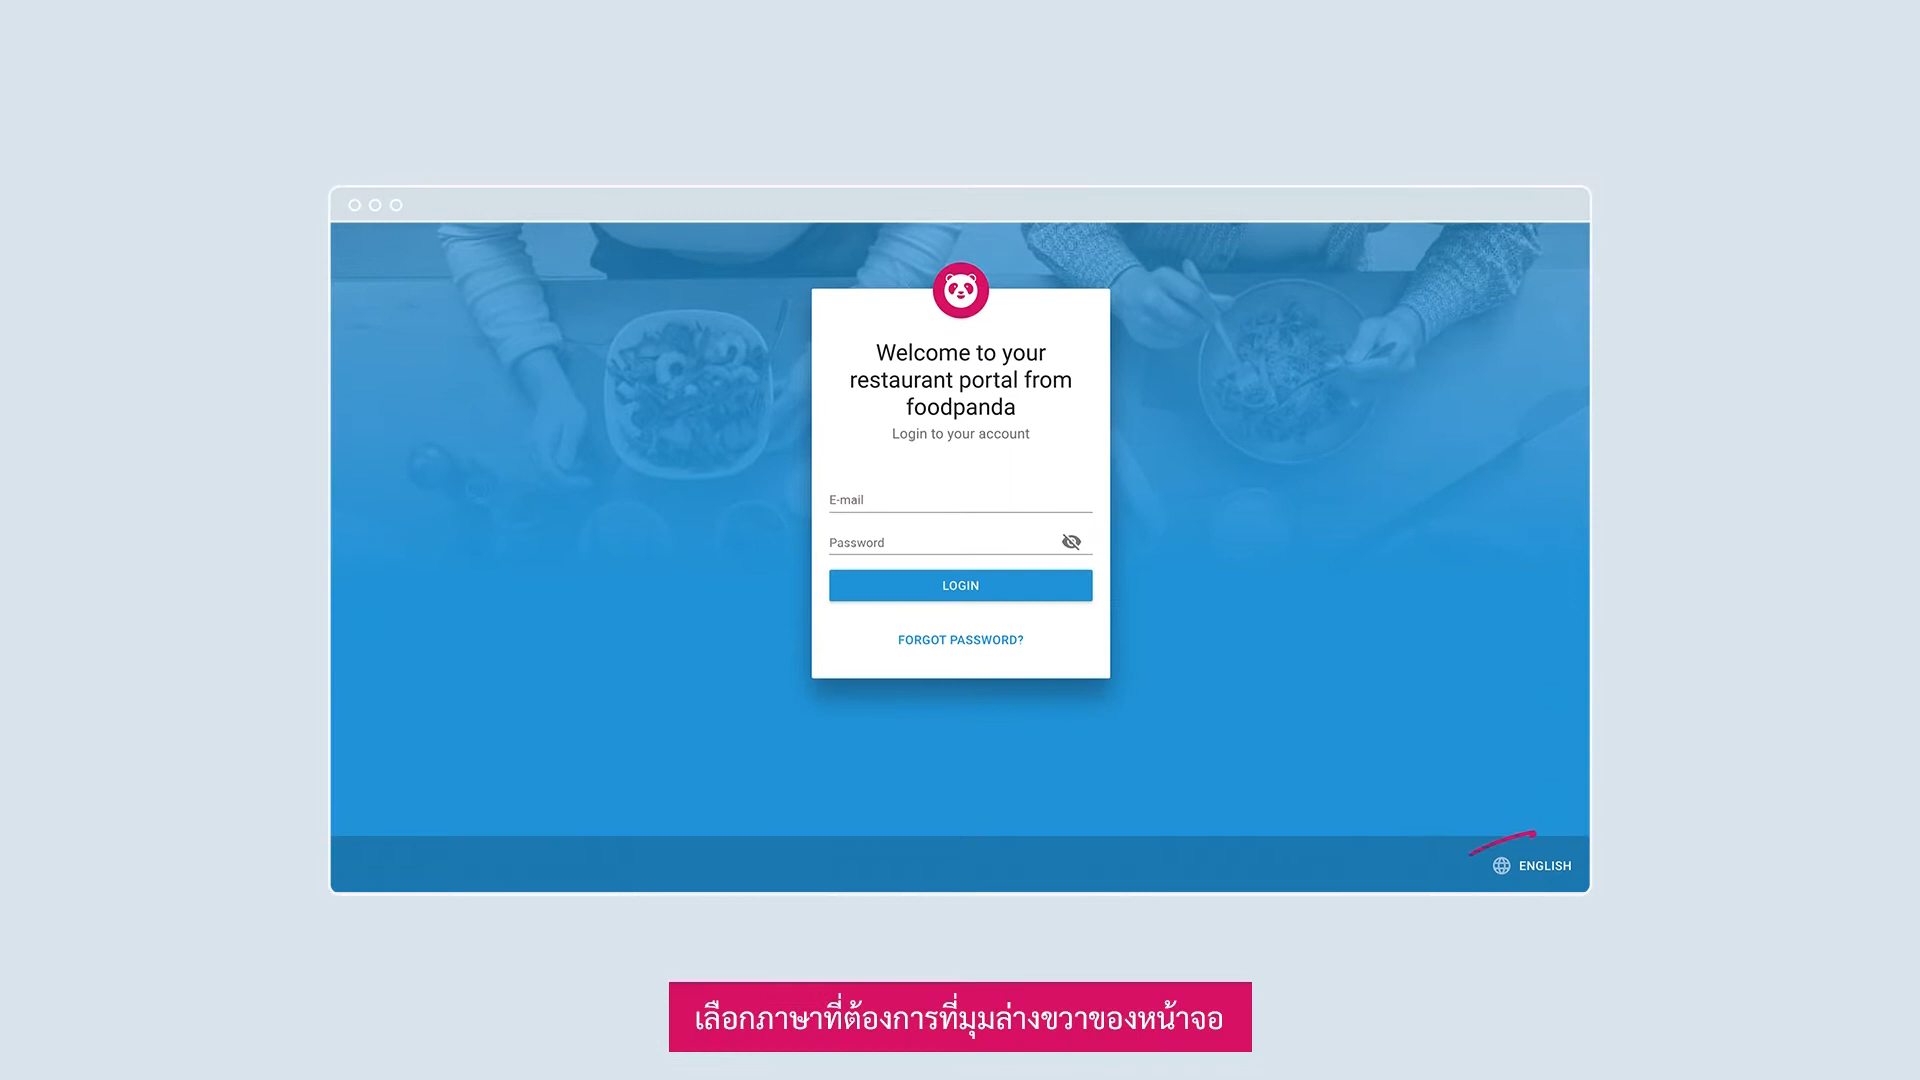 Welcome to your
restaurant portal from
foodpanda
Login to your account
E-mail
Password
LOGIN
FORGOT PASSWORD?
ENGLISH
เลือกภาษาที่ต้องการที่มุมล่างขวาของหน้าจอ